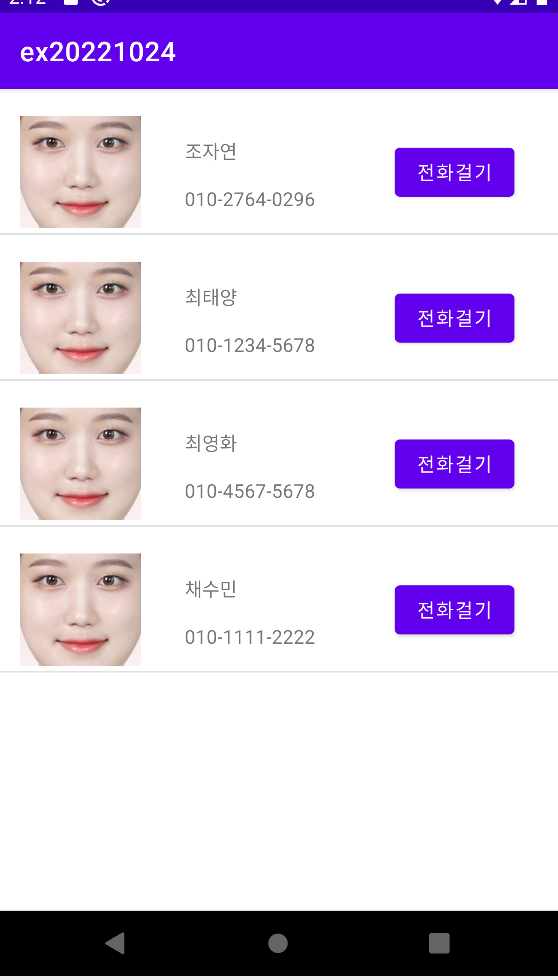 2:12
ex20221024
조자연
010-2764-0296
전화걸기
최태양
010-1234-5678
전화걸기
최영화
010-4567-5678
전화걸기
채수민
010-1111-2222
전화걸기